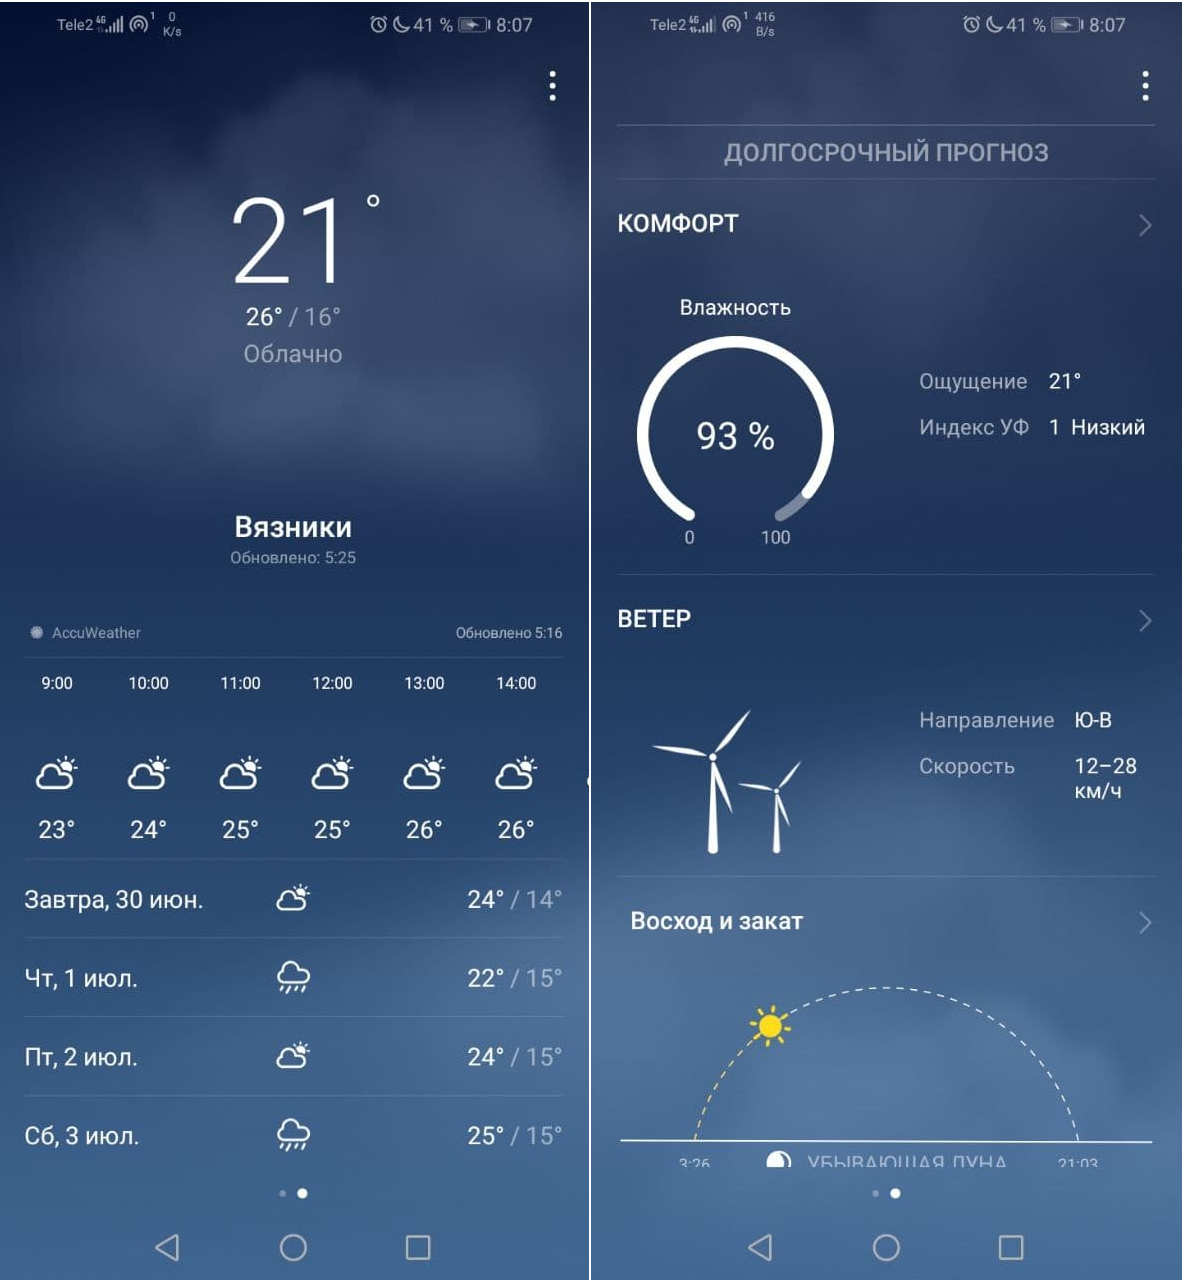 Tele2 4G 1 0 K/s 41 % 8:07
21°
26° / 16°
Облачно
Вязники
Обновлено: 5:25
AccuWeather Обновлено 5:16
9:00 10:00 11:00 12:00 13:00 14:00
23° 24° 25° 25° 26° 26°
Завтра, 30 июн. 24° / 14°
Чт, 1 июл. 22° / 15°
Пт, 2 июл. 24° / 15°
Сб, 3 июл. 25° / 15°
Tele2 4G 1 416 B/s 41 % 8:07
ДОЛГОСРОЧНЫЙ ПРОГНОЗ
КОМФОРТ
Влажность
93 %
0 100
Ощущение 21°
Индекс УФ 1 Низкий
ВЕТЕР
Направление Ю-В
Скорость 12–28
км/ч
Восход и закат
3:26 УБЫВАЮЩАЯ ЛУНА 21:03